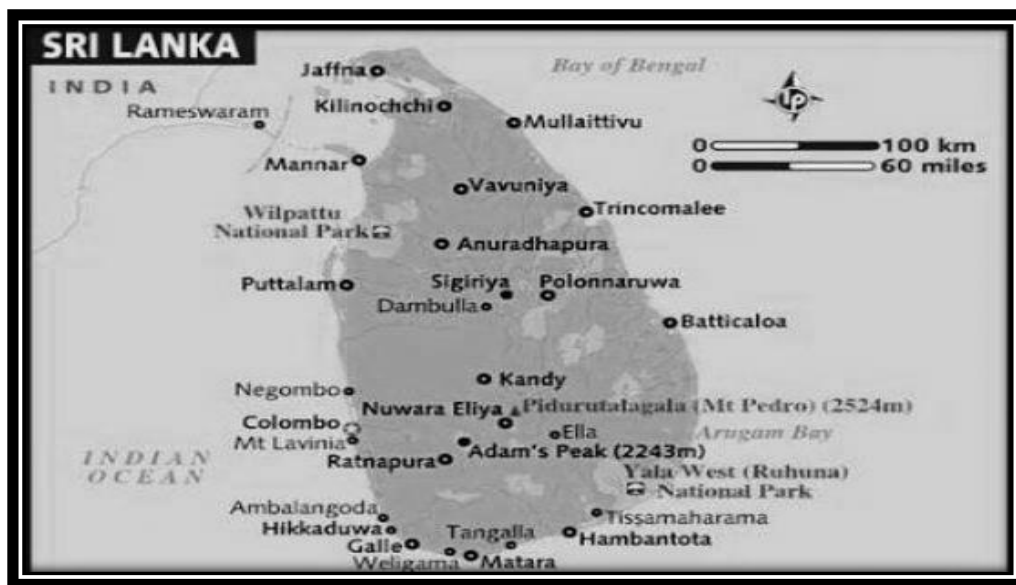 SRI LANKA
INDIA
Bay of Bengal
Jaffna
Rameswaram
Kilinochchi
Mullaittivu
LP
0 100 km
0 60 miles
Mannar
Vavuniya
Trincomalee
Wilpattu
National Park
Anuradhapura
Puttalam
Sigiriya
Polonnaruwa
Dambulla
Batticaloa
Kandy
Negombo
Nuwara Eliya
Pidurutalagala (Mt Pedro) (2524m)
Colombo
Mt Lavinia
Ella
Arugam Bay
Adam's Peak (2243m)
Ratnapura
INDIAN
OCEAN
Yala West (Ruhuna)
National Park
Ambalangoda
Tissamaharama
Hikkaduwa
Tangalla
Hambantota
Galle
Weligama
Matara